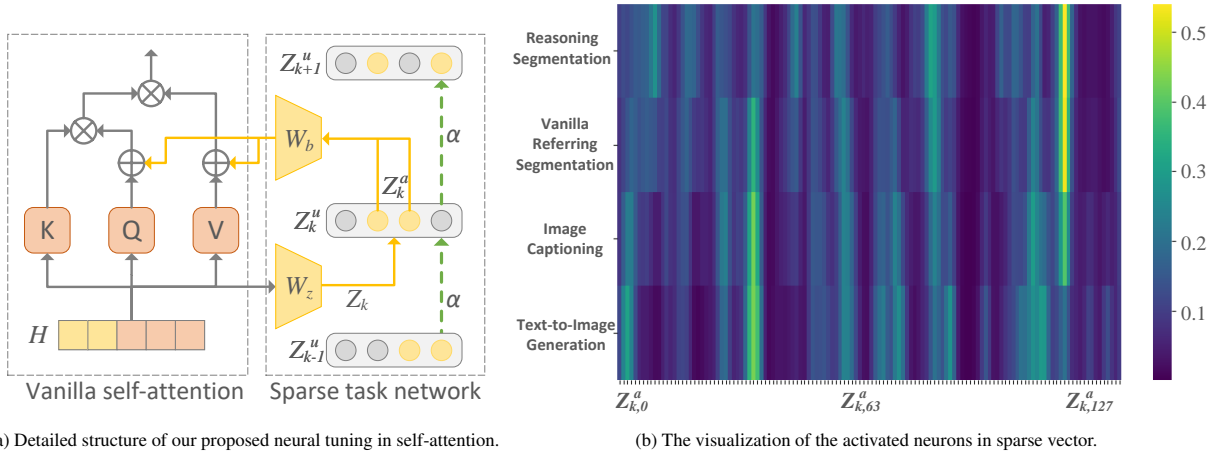 Z^u_{k+1}
W_b
α
Z^a_k
Z^u_k
K Q V
W_z
Z_k
α
H
Z^u_{k-1}
Vanilla self-attention
Sparse task network
a) Detailed structure of our proposed neural tuning in self-attention.
Reasoning
Segmentation
Vanilla
Referring
Segmentation
Image
Captioning
Text-to-Image
Generation
Z^a_{k,0} Z^a_{k,63} Z^a_{k,127}
0.5
0.4
0.3
0.2
0.1
(b) The visualization of the activated neurons in sparse vector.